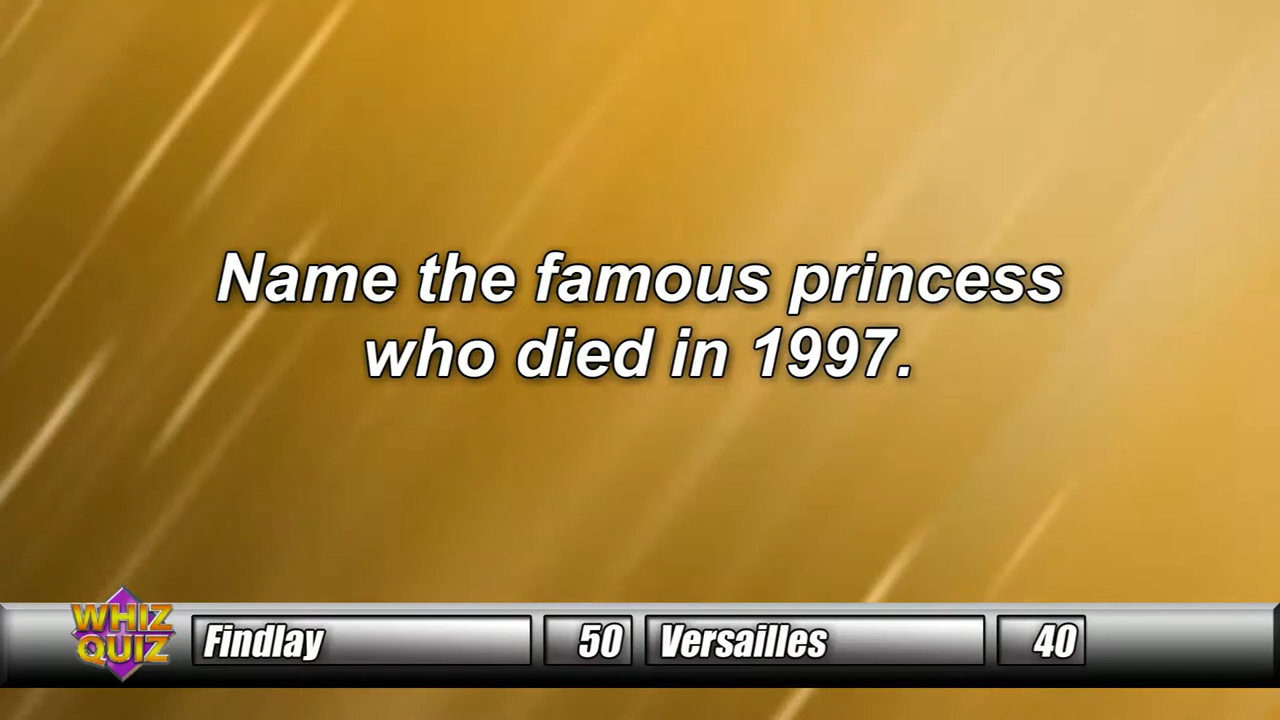 Name the famous princess
who died in 1997.
WHIZ
QUIZ
Findlay 50 Versailles 40